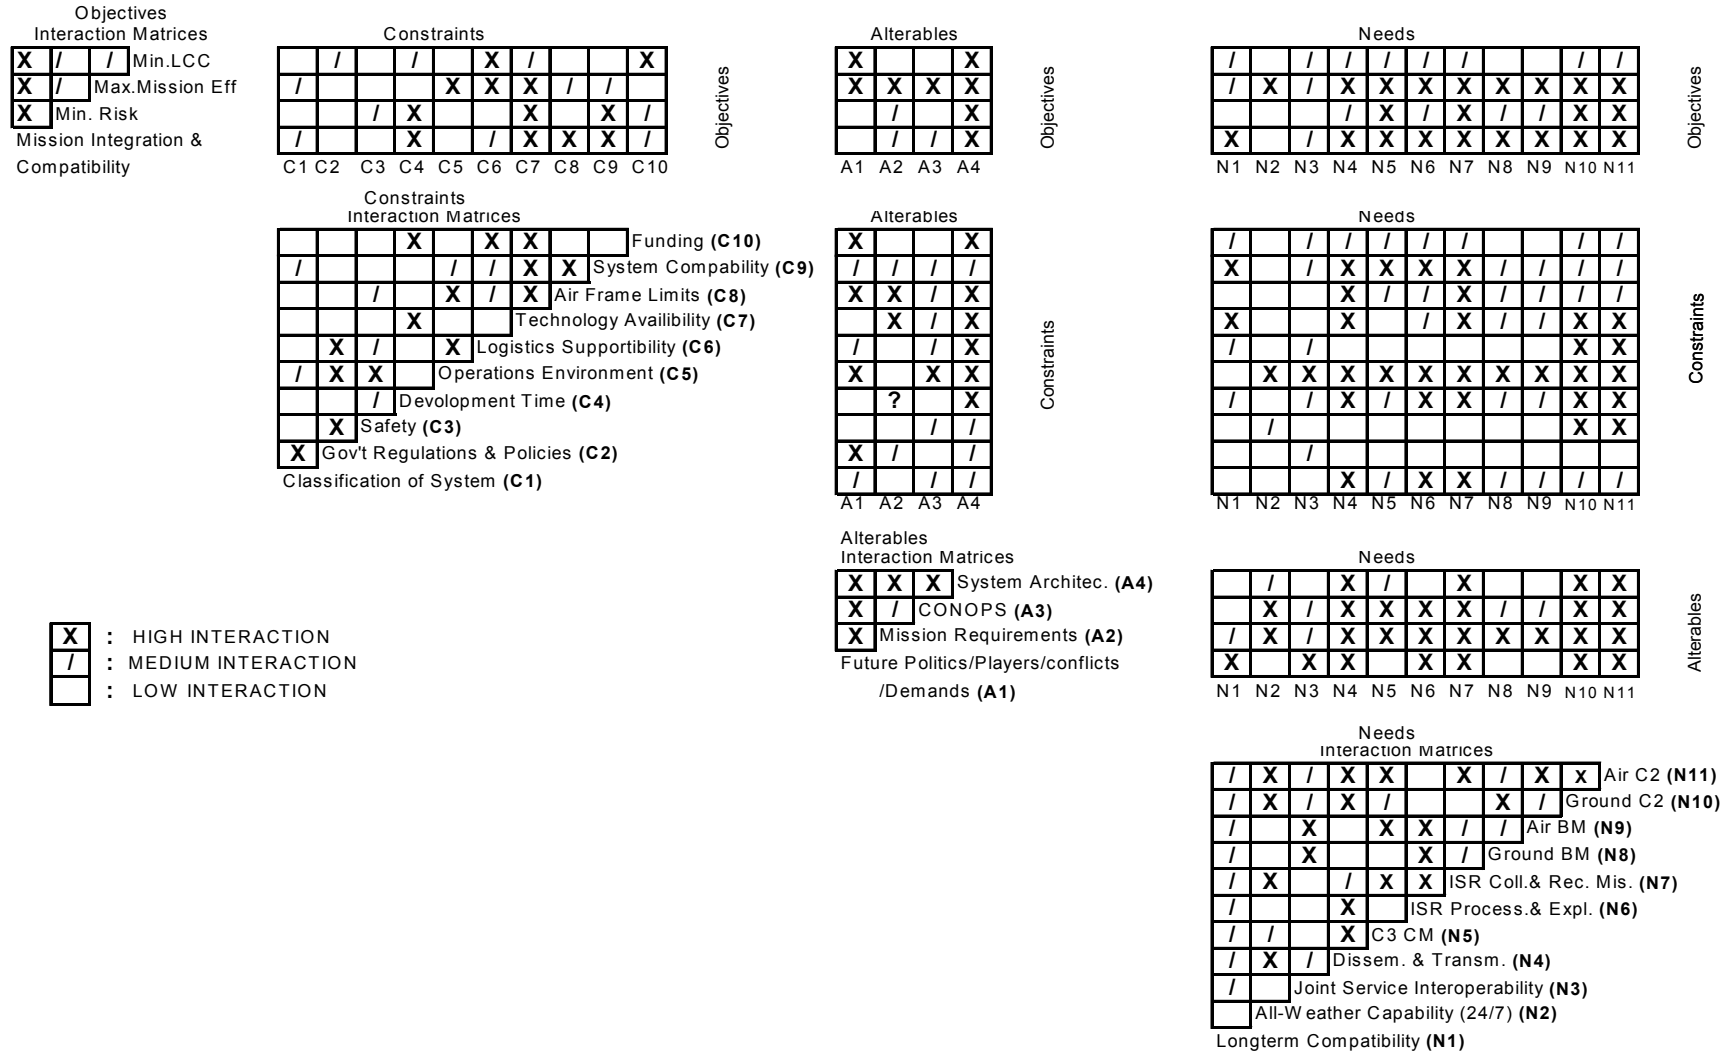 Objectives
Interaction Matrices
X / / Min.LCC
X / Max.Mission Eff
X Min. Risk
Mission Integration &
Compatibility
Constraints
/ / X / X
/ X X X / /
/ X X X /
/ X / X X X /
C1 C2 C3 C4 C5 C6 C7 C8 C9 C10
Objectives
Alterables
X X
X X X X
/ X
/ / X
A1 A2 A3 A4
Objectives
Needs
/ / / / / / / /
/ X / X X X X X X X X
/ X / X / / X X
X / X X X X / / X X
N1 N2 N3 N4 N5 N6 N7 N8 N9 N10 N11
Objectives
Constraints
Interaction Matrices
X X X Funding (C10)
/ / / X X System Compability (C9)
/ X / X Air Frame Limits (C8)
X Technology Availibility (C7)
X / X Logistics Supportibility (C6)
/ X X Operations Environment (C5)
/ Devolopment Time (C4)
X Safety (C3)
X Gov't Regulations & Policies (C2)
Classification of System (C1)
Alterables
X X
/ / / /
X X / X
X / X
/ / X
X X X
? X
/ /
X / /
/ / /
A1 A2 A3 A4
Constraints
Needs
/ / / / / / / /
X / X X X X / / / /
X / / X / / / /
X X / X / / X X
/ / X X
X X X X X X X X X X
/ / X / X X / / X X
/ X X
/
X / X X / / / /
N1 N2 N3 N4 N5 N6 N7 N8 N9 N10 N11
Constraints
Alterables
Interaction Matrices
X X X System Architec. (A4)
X / CONOPS (A3)
X Mission Requirements (A2)
Future Politics/Players/conflicts
/Demands (A1)
Needs
/ X / X X X
X / X X X X / / X X
/ X / X X X X X X X X
X X X X X X X
N1 N2 N3 N4 N5 N6 N7 N8 N9 N10 N11
Alterables
X : HIGH INTERACTION
/ : MEDIUM INTERACTION
: LOW INTERACTION
Needs
Interaction Matrices
/ X / X X X / X x Air C2 (N11)
/ X / X / X / Ground C2 (N10)
/ X X X / / Air BM (N9)
/ X X / Ground BM (N8)
/ X / X X ISR Coll.& Rec. Mis. (N7)
/ X ISR Process.& Expl. (N6)
/ / X C3 CM (N5)
/ X / Dissem. & Transm. (N4)
/ Joint Service Interoperability (N3)
All-Weather Capability (24/7) (N2)
Longterm Compatibility (N1)